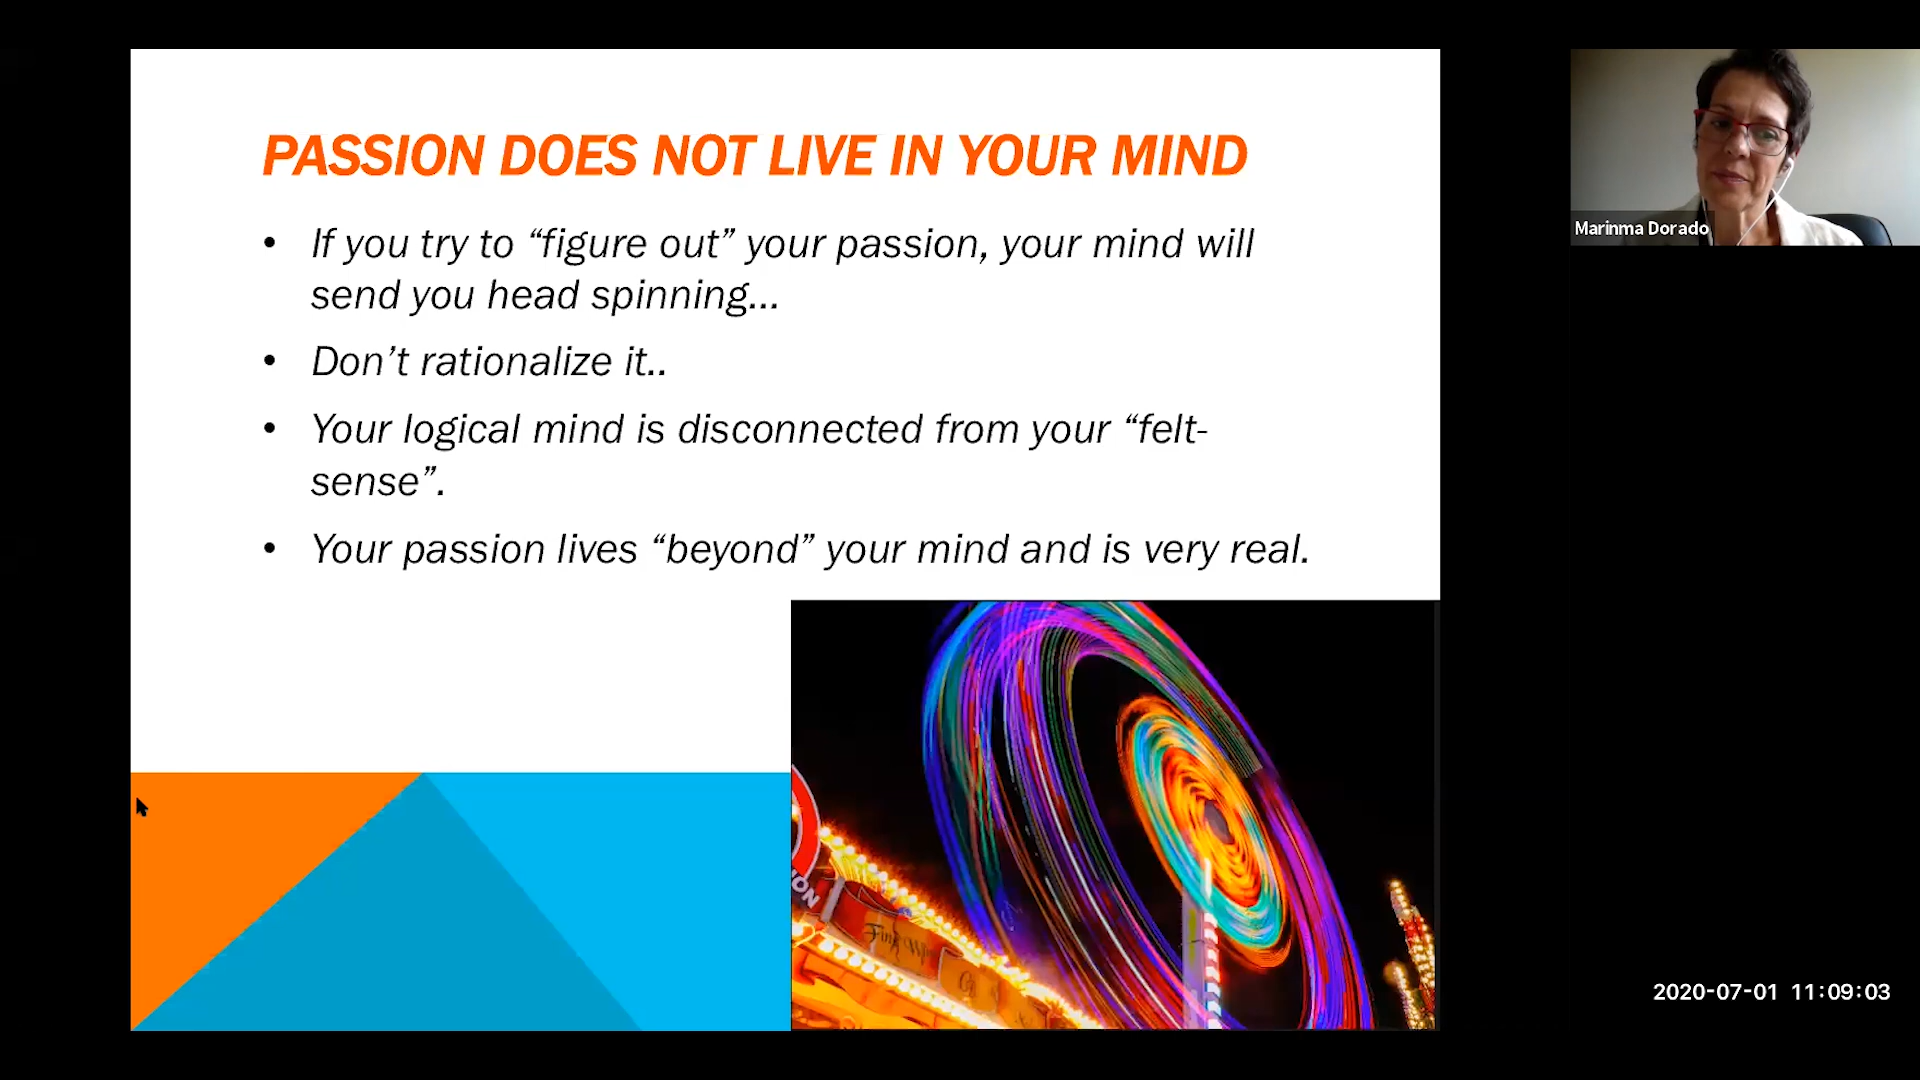 PASSION DOES NOT LIVE IN YOUR MIND
• If you try to “figure out” your passion, your mind will
send you head spinning...
• Don’t rationalize it..
• Your logical mind is disconnected from your “felt-
sense”.
• Your passion lives “beyond” your mind and is very real.
Marinma Dorado
2020-07-01 11:09:03